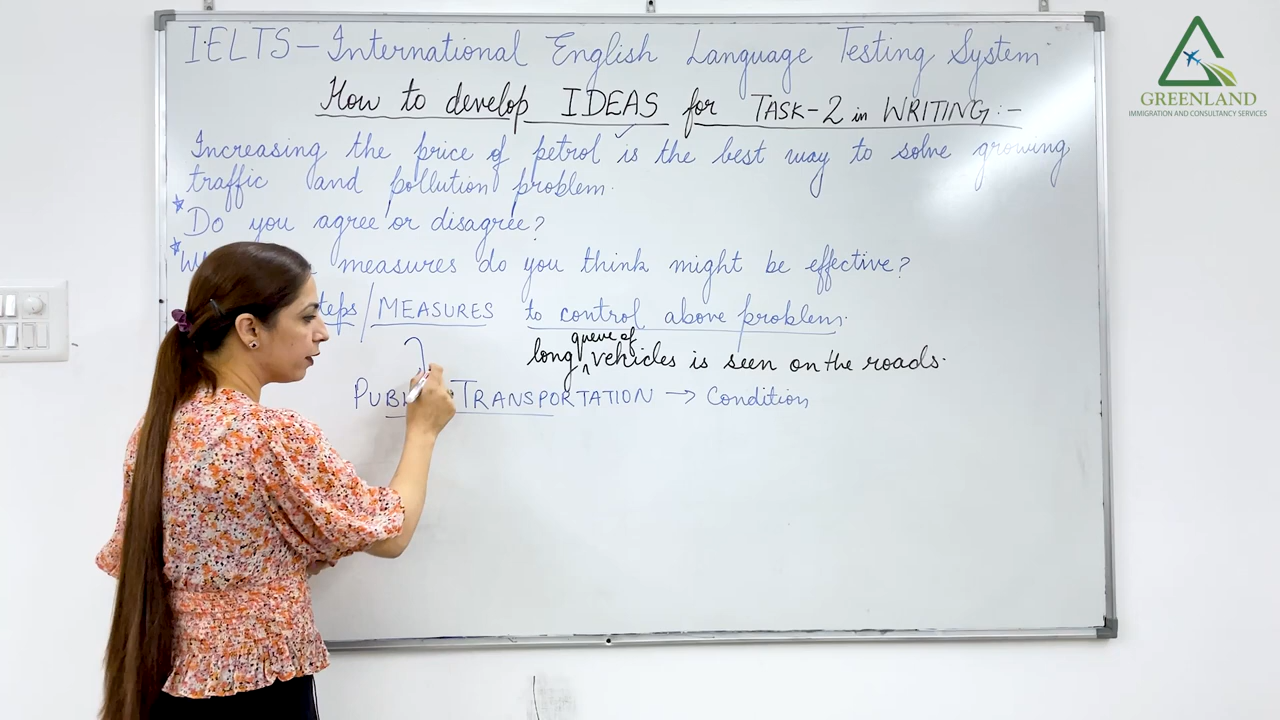 IELTS - International English Language Testing System
How to develop IDEAS for TASK-2 in WRITING:-
Increasing the price of petrol is the best way to solve growing
traffic and pollution problem.
* Do you agree or disagree?
* measures do you think might be effective?
/MEASURES to control above problem.
queue of
long ^ vehicles is seen on the roads.
TRANSPORTATION → Condition
GREENLAND
IMMIGRATION AND CONSULTANCY SERVICES